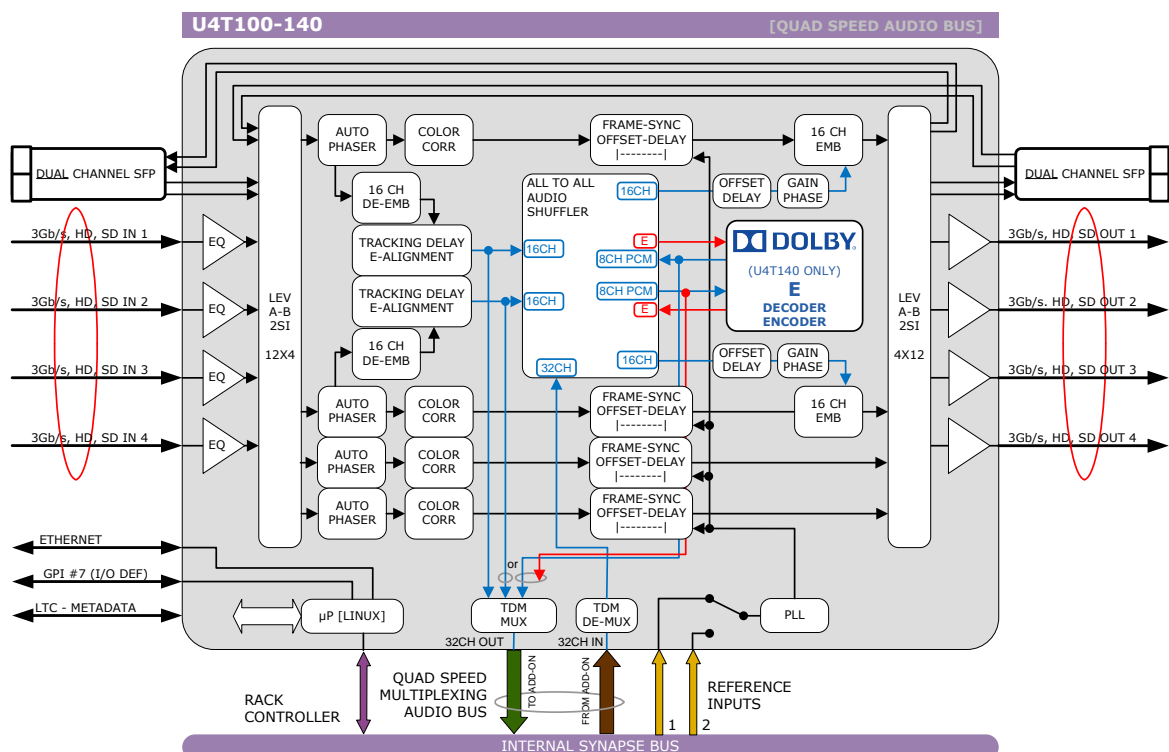 U4T100-140
[QUAD SPEED AUDIO BUS]
DUAL CHANNEL SFP
3Gb/s, HD, SD IN 1
3Gb/s, HD, SD IN 2
3Gb/s, HD, SD IN 3
3Gb/s, HD, SD IN 4
EQ
EQ
EQ
EQ
LEV
A-B
2SI
12X4
AUTO
PHASER
COLOR
CORR
FRAME-SYNC
OFFSET-DELAY
|--------|
16 CH
EMB
16 CH
DE-EMB
TRACKING DELAY
E-ALIGNMENT
TRACKING DELAY
E-ALIGNMENT
16 CH
DE-EMB
ALL TO ALL
AUDIO
SHUFFLER
16CH
16CH
16CH
E
8CH PCM
8CH PCM
E
16CH
32CH
OFFSET
DELAY
GAIN
PHASE
DOLBY®
(U4T140 ONLY)
E
DECODER
ENCODER
OFFSET
DELAY
GAIN
PHASE
16 CH
EMB
AUTO
PHASER
COLOR
CORR
FRAME-SYNC
OFFSET-DELAY
|--------|
AUTO
PHASER
COLOR
CORR
FRAME-SYNC
OFFSET-DELAY
|--------|
AUTO
PHASER
COLOR
CORR
FRAME-SYNC
OFFSET-DELAY
|--------|
LEV
A-B
2SI
4X12
DUAL CHANNEL SFP
3Gb/s, HD, SD OUT 1
3Gb/s. HD, SD OUT 2
3Gb/s, HD, SD OUT 3
3Gb/s, HD, SD OUT 4
ETHERNET
GPI #7 (I/O DEF)
LTC - METADATA
µP [LINUX]
or
TDM
MUX
TDM
DE-MUX
PLL
32CH OUT
32CH IN
RACK
CONTROLLER
QUAD SPEED
MULTIPLEXING
AUDIO BUS
TO ADD-ON
FROM ADD-ON
1
2
REFERENCE
INPUTS
INTERNAL SYNAPSE BUS